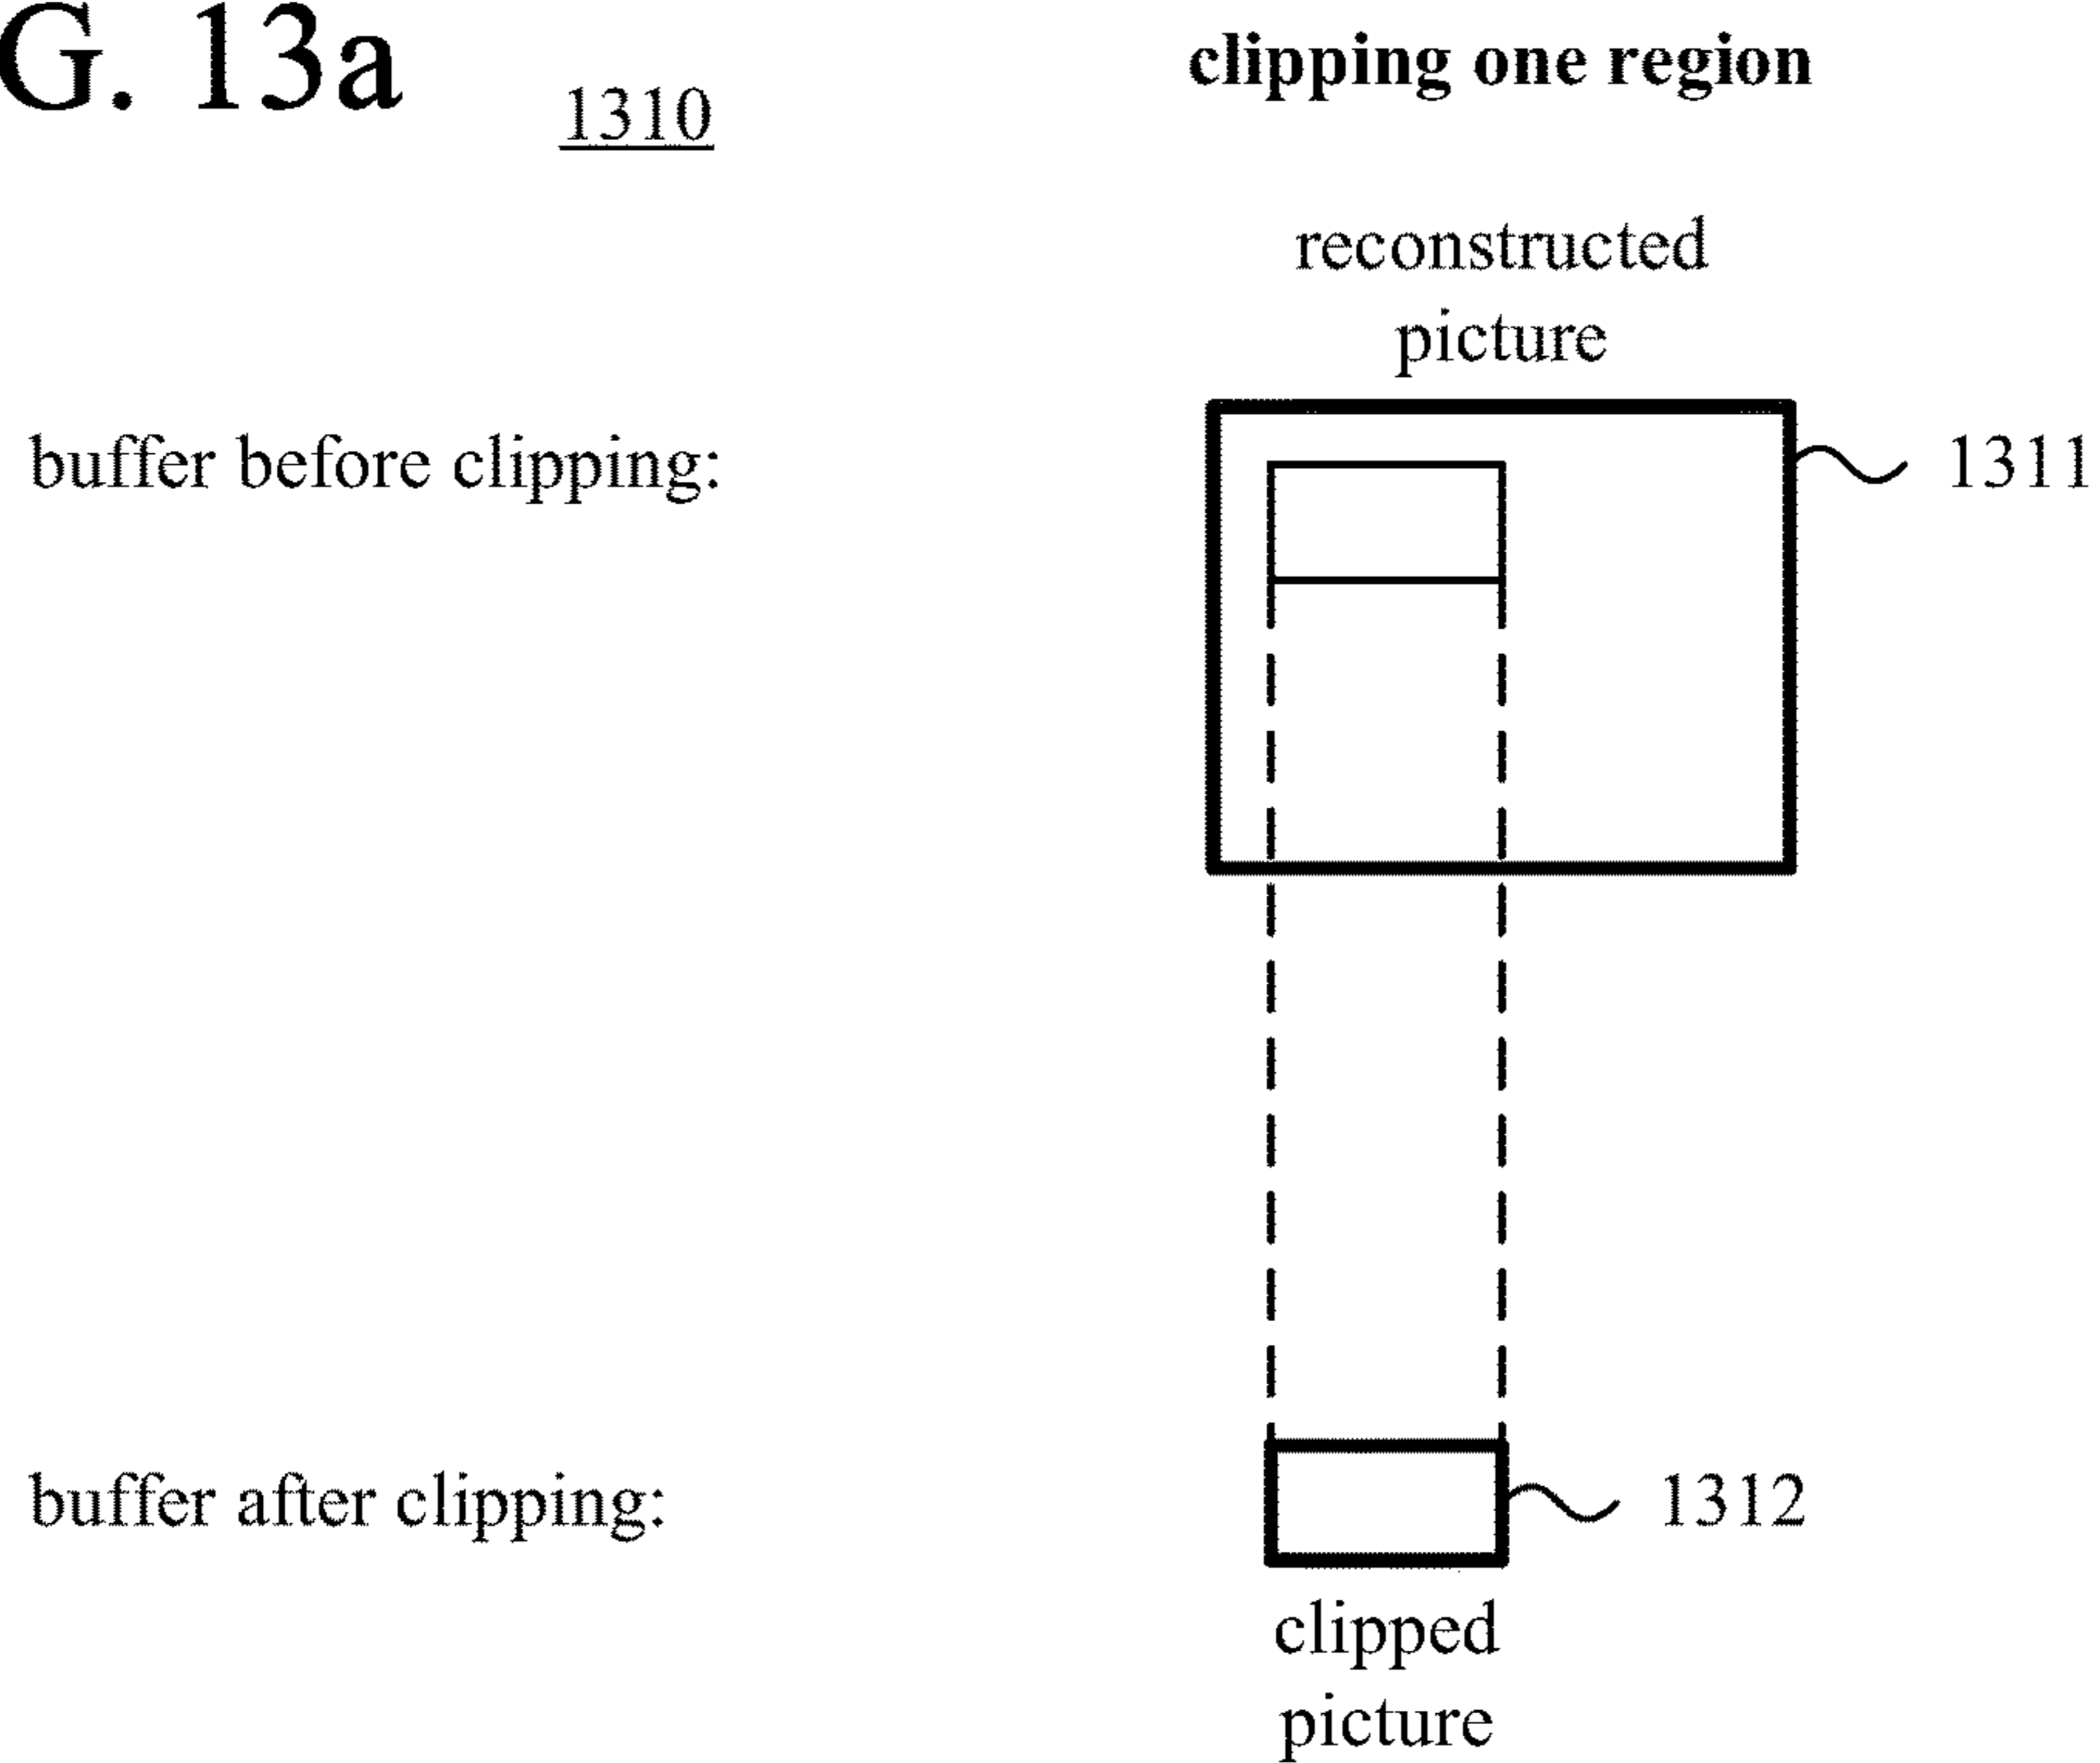 G. 13a
1310
clipping one region
reconstructed
picture
buffer before clipping:
1311
buffer after clipping:
1312
clipped
picture